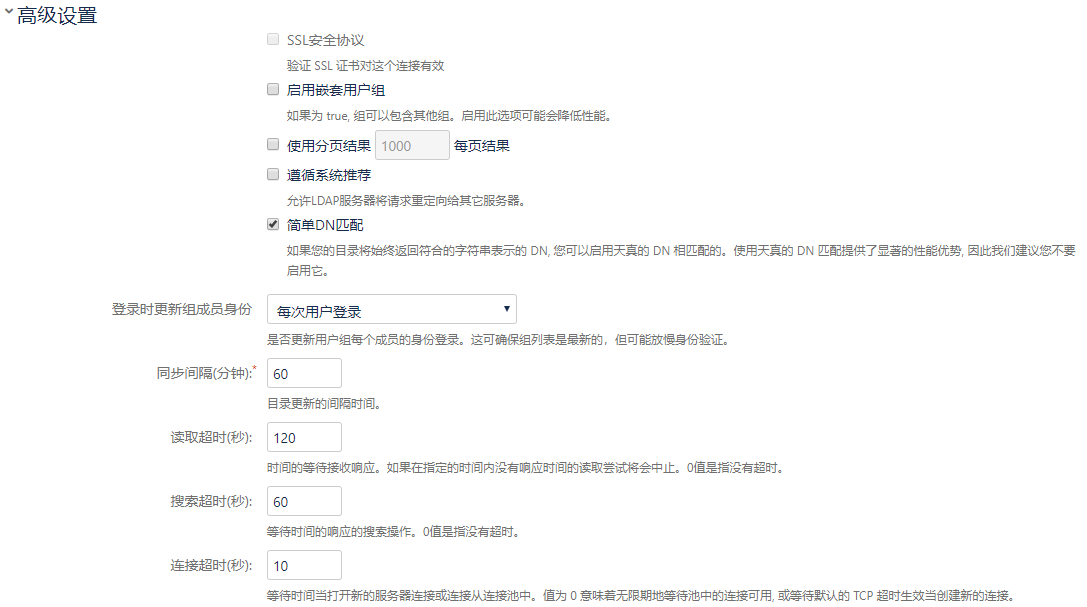 高级设置
SSL安全协议
验证 SSL 证书对这个连接有效
启用嵌套用户组
如果为 true, 组可以包含其他组。启用此选项可能会降低性能。
使用分页结果 1000 每页结果
遵循系统推荐
允许LDAP服务器将请求重定向给其它服务器。
简单DN匹配
如果您的目录将始终返回符合的字符串表示的 DN, 您可以启用天真的 DN 相匹配的。使用天真的 DN 匹配提供了显著的性能优势, 因此我们建议您不要
启用它。
登录时更新组成员身份 每次用户登录
是否更新用户组每个成员的身份登录。这可确保组列表是最新的，但可能放慢身份验证。
同步间隔(分钟):* 60
目录更新的间隔时间。
读取超时(秒): 120
时间的等待接收响应。如果在指定的时间内没有响应时间的读取尝试将会中止。0值是指没有超时。
搜索超时(秒): 60
等待时间的响应的搜索操作。0值是指没有超时。
连接超时(秒): 10
等待时间当打开新的服务器连接或连接从连接池中。值为 0 意味着无限期地等待池中的连接可用, 或等待默认的 TCP 超时生效当创建新的连接。